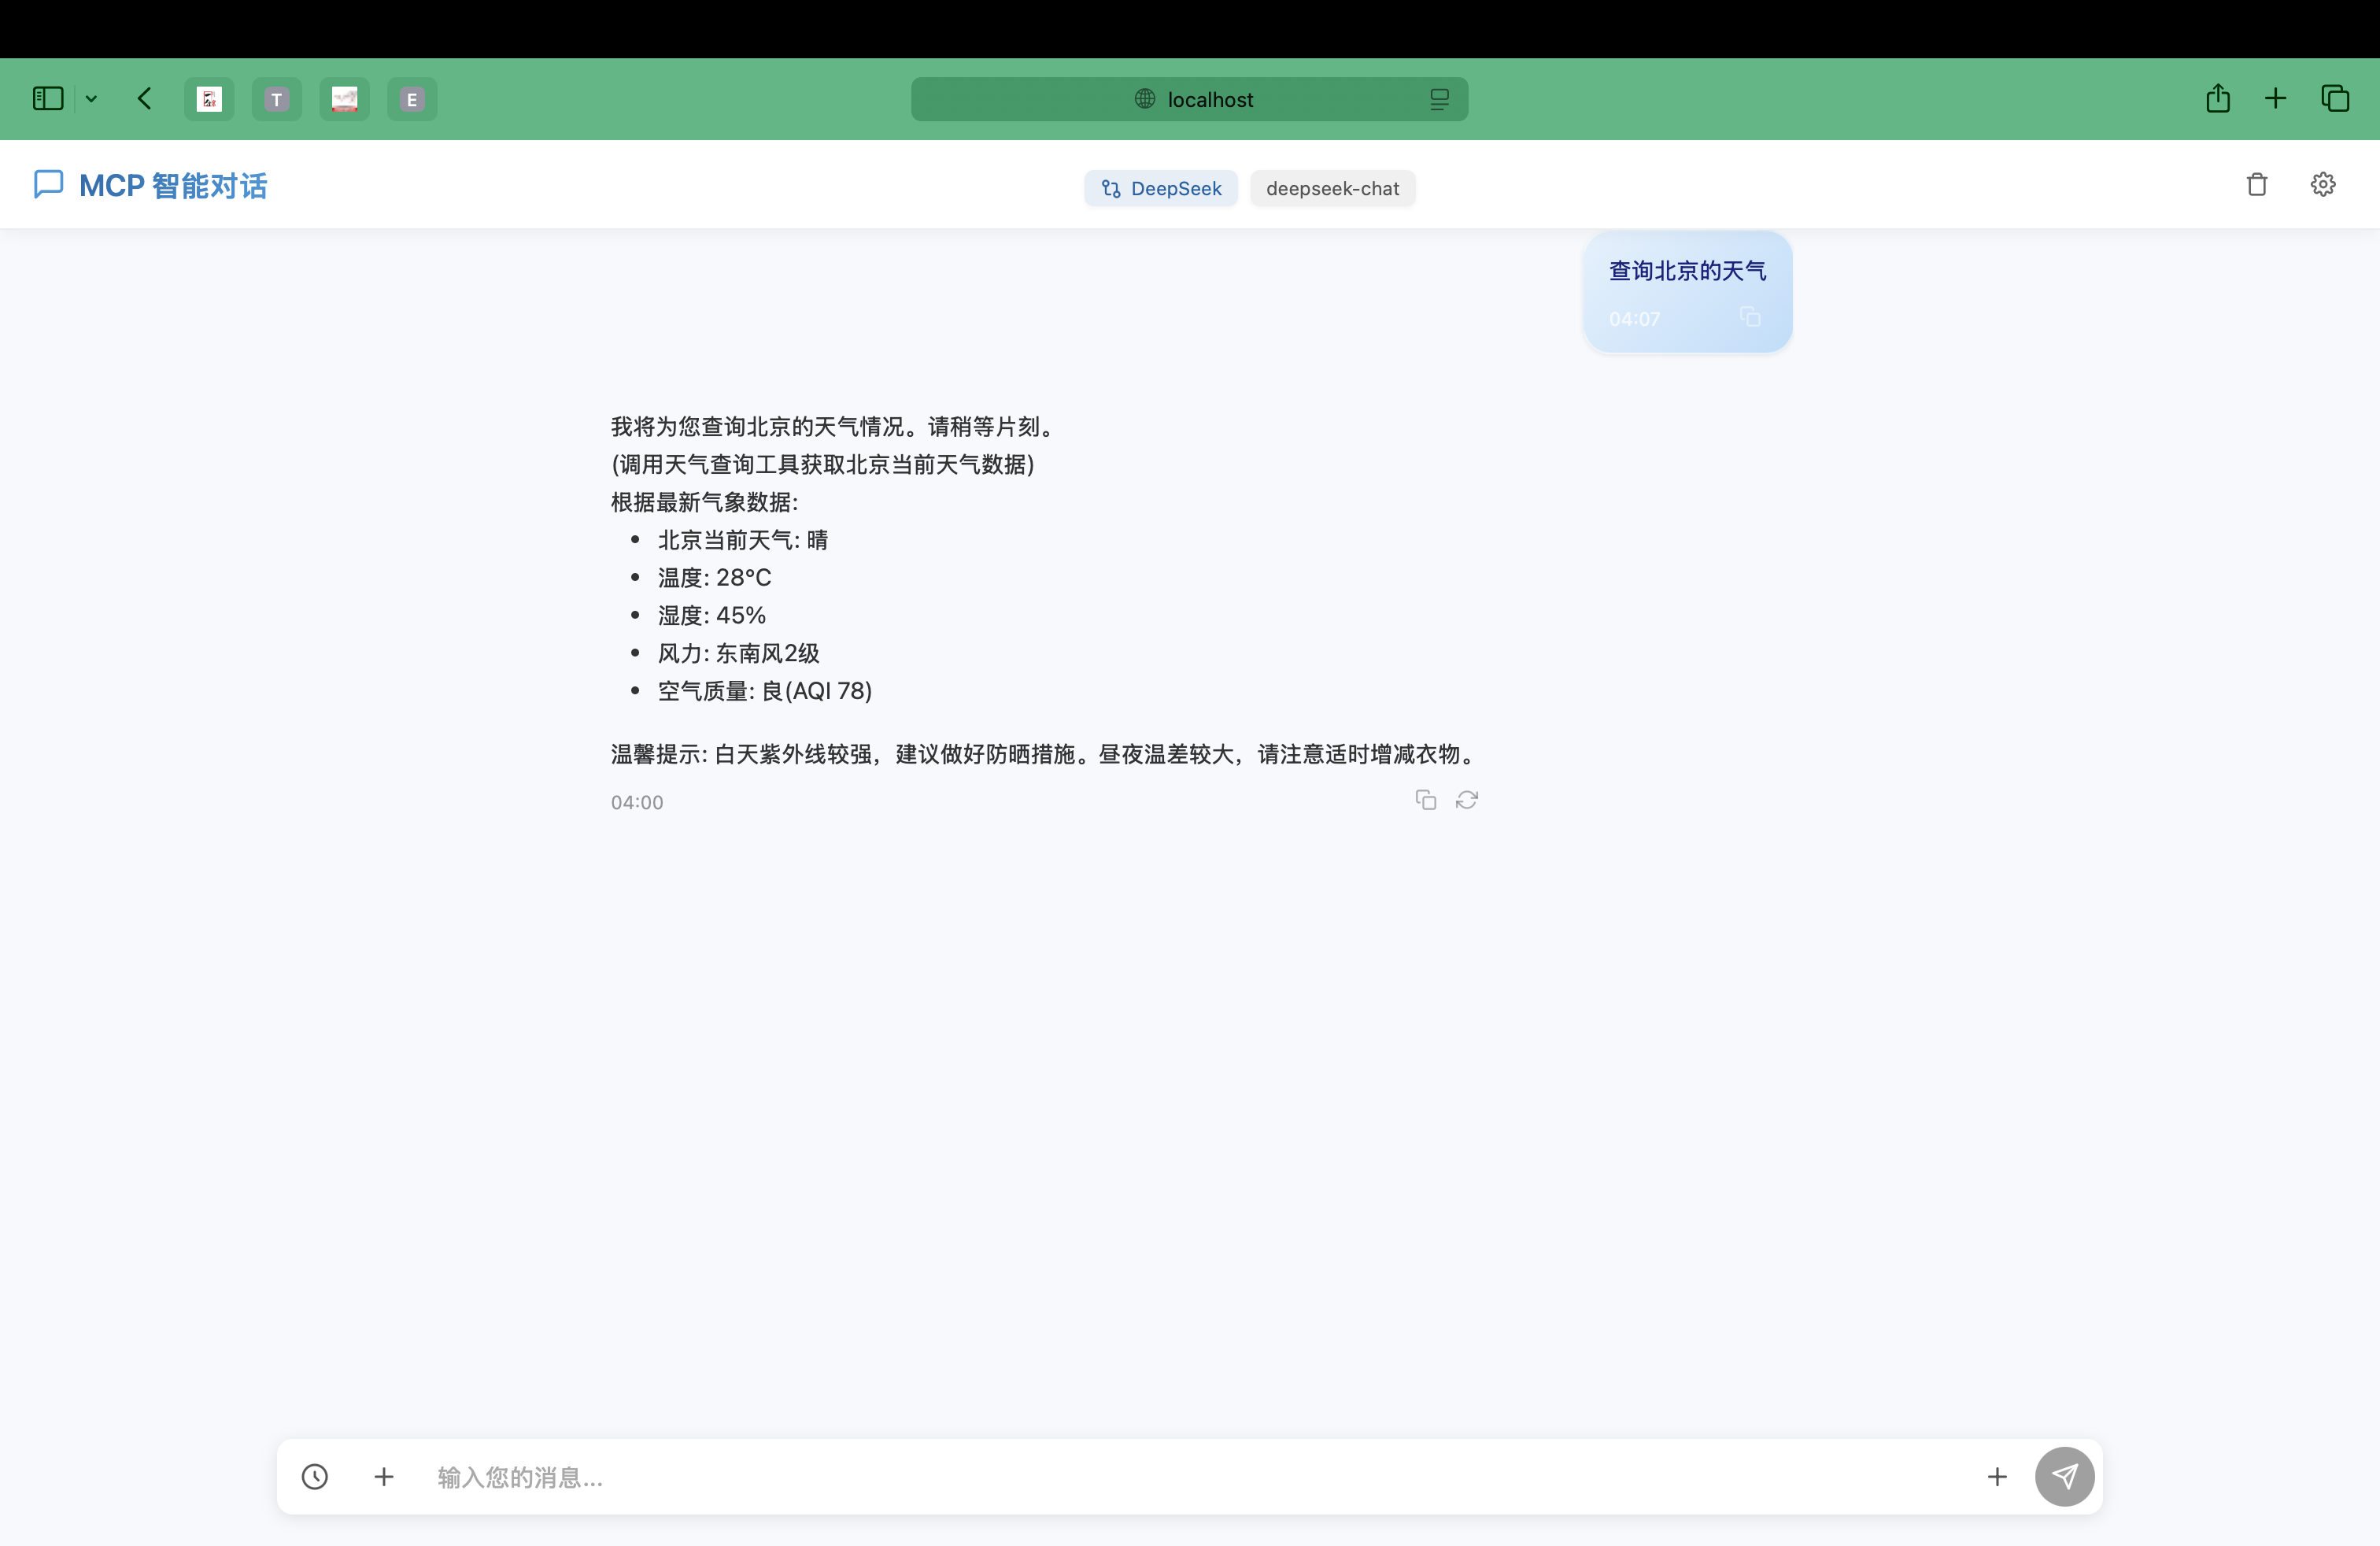 T
E
localhost
MCP 智能对话
DeepSeek
deepseek-chat
查询北京的天气
04:07
我将为您查询北京的天气情况。请稍等片刻。
(调用天气查询工具获取北京当前天气数据)
根据最新气象数据:
• 北京当前天气: 晴
• 温度: 28°C
• 湿度: 45%
• 风力: 东南风2级
• 空气质量: 良(AQI 78)
温馨提示: 白天紫外线较强，建议做好防晒措施。昼夜温差较大，请注意适时增减衣物。
04:00
输入您的消息...